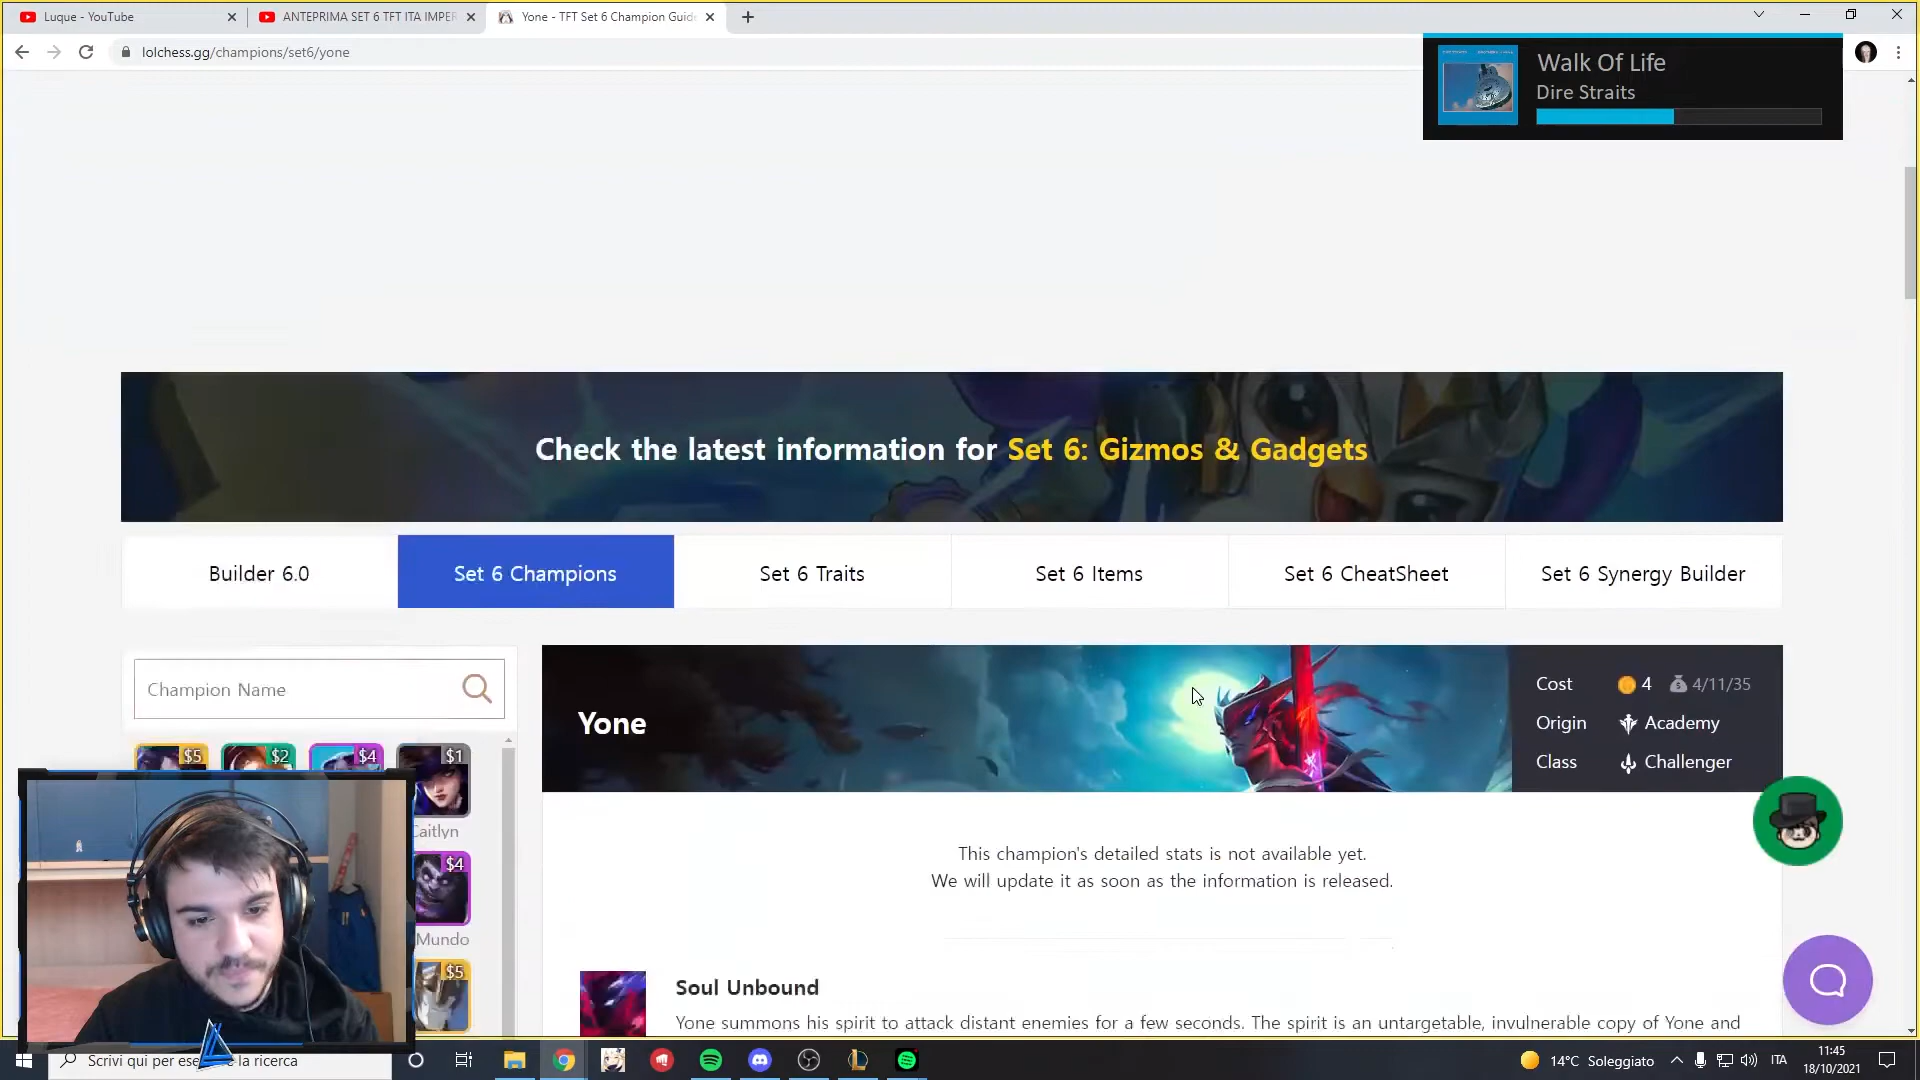 Luque - YouTube
ANTEPRIMA SET 6 TFT ITA IMPER
Yone - TFT Set 6 Champion Guid
lolchess.gg/champions/set6/yone
Walk Of Life
Dire Straits
Check the latest information for Set 6: Gizmos & Gadgets
Builder 6.0
Set 6 Champions
Set 6 Traits
Set 6 Items
Set 6 CheatSheet
Set 6 Synergy Builder
Champion Name
$5
$2
$4
$1
Caitlyn
$4
Mundo
$5
Yone
Cost 4 4/11/35
Origin Academy
Class Challenger
This champion's detailed stats is not available yet.
We will update it as soon as the information is released.
Soul Unbound
Yone summons his spirit to attack distant enemies for a few seconds. The spirit is an untargetable, invulnerable copy of Yone and
Scrivi qui per ese la ricerca
14°C Soleggiato
ITA
11:45
18/10/2021